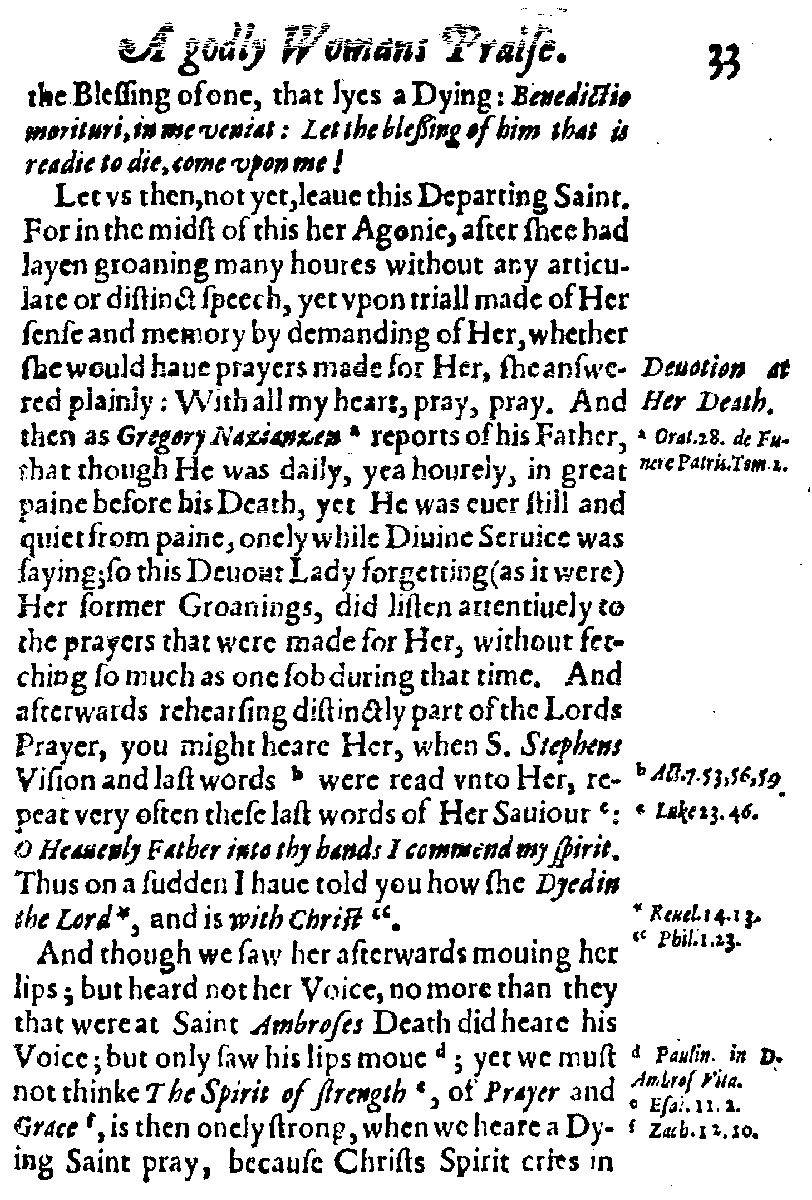 A godly Womans Praiſe. 33
the Bleſſing of one, that lyes a Dying: Benedictio
morituri, in me veniat: Let the bleſſing of him that is
readie to die, come vpon me!
Let vs then, not yet, leaue this Departing Saint.
For in the midſt of this her Agonie, after ſhee had
layen groaning many houres without any articu-
late or diſtinct ſpeech, yet vpon triall made of Her
ſenſe and memory by demanding of Her, whether
ſhe would haue prayers made for Her, ſhe anſwe-
red plainly: With all my heart, pray, pray. And
then as Gregory Nazianzen ᵃ reports of his Father,
that though He was daily, yea hourely, in great
paine before his Death, yet He was euer ſtill and
quiet from paine, onely while Diuine Seruice was
ſaying; ſo this Deuout Lady forgetting (as it were)
Her former Groanings, did liſten attentiuely to
the prayers that were made for Her, without fet-
ching ſo much as one ſob during that time. And
afterwards rehearſing diſtinctly part of the Lords
Prayer, you might heare Her, when S. Stephens
Viſion and laſt words ᵇ were read vnto Her, re-
peat very often theſe laſt words of Her Sauiour ᶜ:
O Heauenly Father into thy hands I commend my ſpirit.
Thus on a ſudden I haue told you how ſhe Dyed in
the Lord*, and is with Chriſt “.
And though we ſaw her afterwards mouing her
lips; but heard not her Voice, no more than they
that were at Saint Ambroſes Death did heare his
Voice; but only ſaw his lips moue ᵈ; yet we muſt
not thinke The Spirit of ſtrength ᵉ, of Prayer and
Grace ᶠ, is then onely ſtrong, when we heare a Dy-
ing Saint pray, becauſe Chriſts Spirit cries in
Deuotion at
Her Death.
ᵃ Orat. 28. de Fu-
nere Patris. Tom. 2.
ᵇ Act. 7. 53, 56, 59.
ᶜ Luke 23. 46.
* Reuel. 14. 13.
“ Phil. 1. 23.
ᵈ Paulin. in D.
Ambroſ Vita.
ᵉ Eſai. 11. 2.
ᶠ Zach. 12. 10.